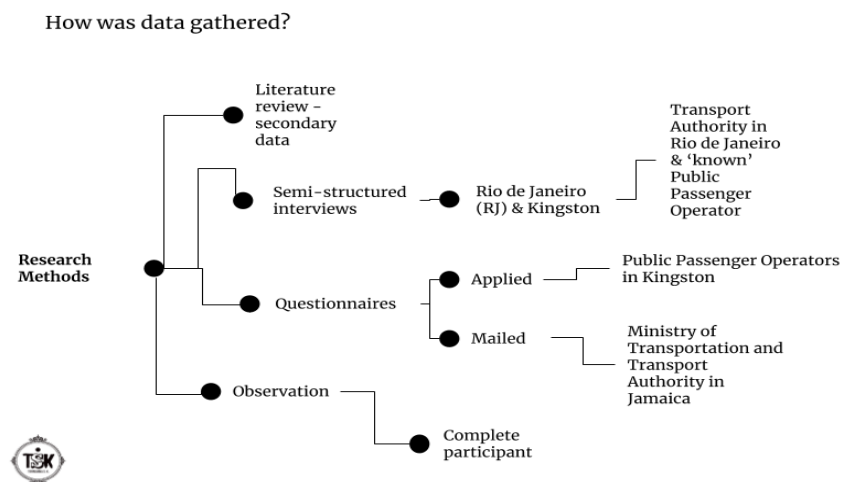 How was data gathered?
Literature
review -
secondary
data
Semi-structured
interviews
Rio de Janeiro
(RJ) & Kingston
Transport
Authority in
Rio de Janeiro
& ‘known’
Public
Passenger
Operator
Research
Methods
Questionnaires
Applied
Public Passenger Operators
in Kingston
Mailed
Ministry of
Transportation and
Transport
Authority in
Jamaica
Observation
Complete
participant
TSK